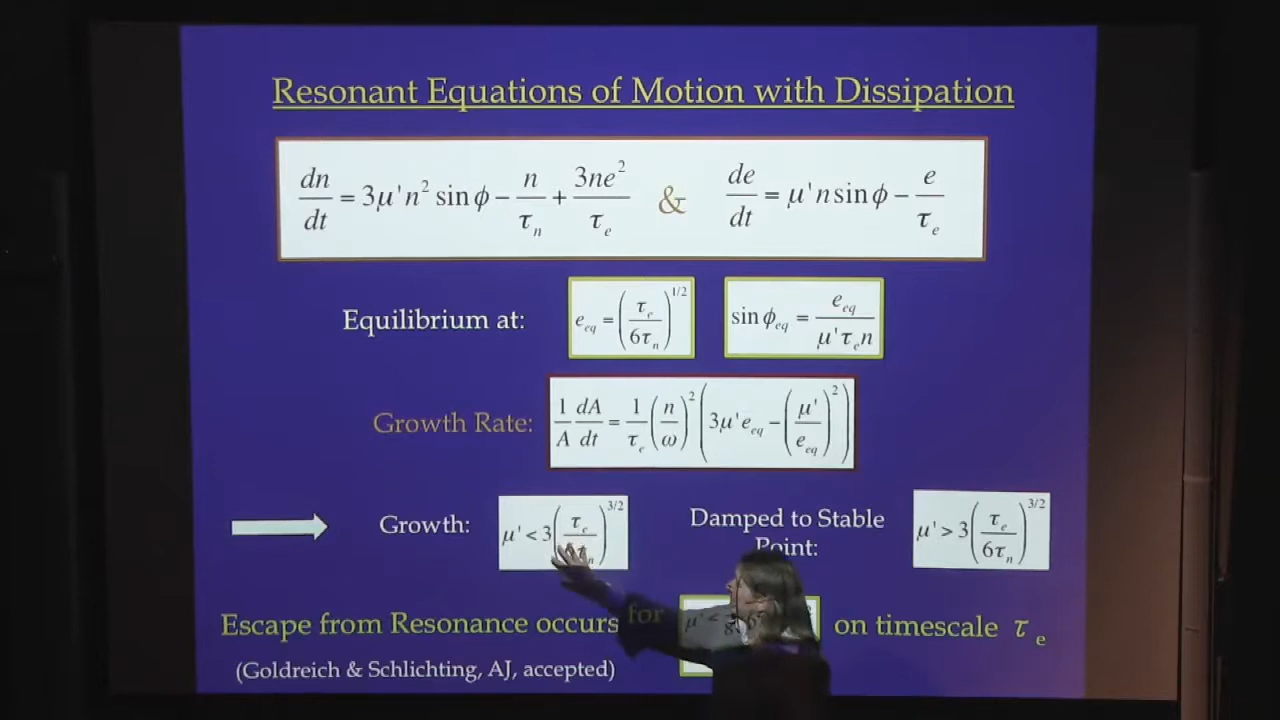 Resonant Equations of Motion with Dissipation
dn/dt = 3μ'n² sin ϕ − n/τₙ + 3ne²/τₑ & de/dt = μ'n sin ϕ − e/τₑ
Equilibrium at: e_eq = (τₑ/6τₙ)^1/2 sin ϕ_eq = e_eq/μ'τₑn
Growth Rate: 1/A dA/dt = 1/τₑ (n/ω)² (3μ'e_eq − (μ'/e_eq)²)
Growth: μ' < 3(τₑ/6τₙ)^3/2 Damped to Stable Point: μ' > 3(τₑ/6τₙ)^3/2
Escape from Resonance occurs for μ' < on timescale τₑ
(Goldreich & Schlichting, AJ, accepted)